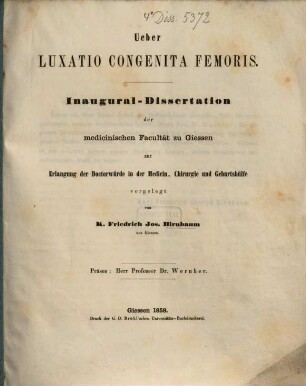 4° Diss. 5372
Ueber
LUXATIO CONGENITA FEMORIS.
Inaugural-Dissertation
der
medicinischen Facultät zu Giessen
zur
Erlangung der Doctorwürde in der Medicin, Chirurgie und Geburtshülfe
vorgelegt
von
K. Friedrich Jos. Birnbaum
aus Giessen.
Präses: Herr Professor Dr. Wernher.
Giessen 1858.
Druck der G. D. Brühl'schen Universitäts-Buchdruckerei.